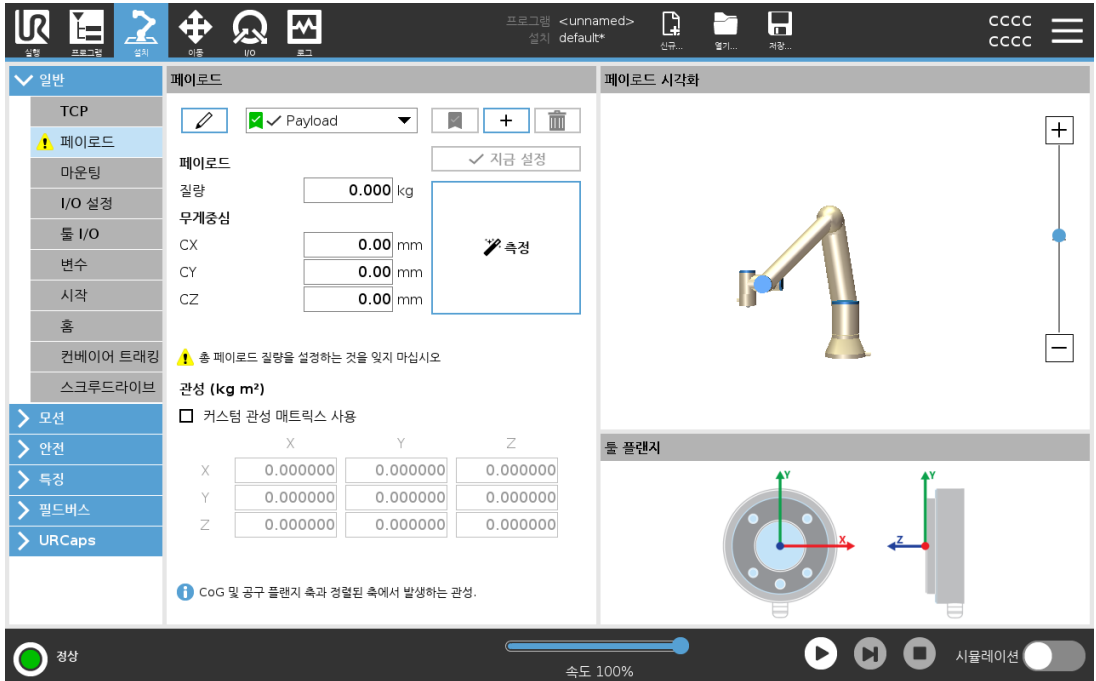 UR
실행
프로그램
설치
이동
I/O
로그
프로그램 <unnamed>
설치 default*
신규...
열기...
저장...
CCCC
CCCC
일반
TCP
페이로드
마운팅
I/O 설정
툴 I/O
변수
시작
홈
컨베이어 트래킹
스크루드라이브
모션
안전
특징
필드버스
URCaps
페이로드
Payload
페이로드
지금 설정
질량 0.000 kg
무게중심
CX 0.00 mm
CY 0.00 mm
CZ 0.00 mm
측정
총 페이로드 질량을 설정하는 것을 잊지 마십시오
관성 (kg m²)
커스텀 관성 매트릭스 사용
X Y Z
X 0.000000 0.000000 0.000000
Y 0.000000 0.000000 0.000000
Z 0.000000 0.000000 0.000000
CoG 및 공구 플랜지 축과 정렬된 축에서 발생하는 관성.
페이로드 시각화
툴 플랜지
Y
X
Y
Z
정상
속도 100%
시뮬레이션